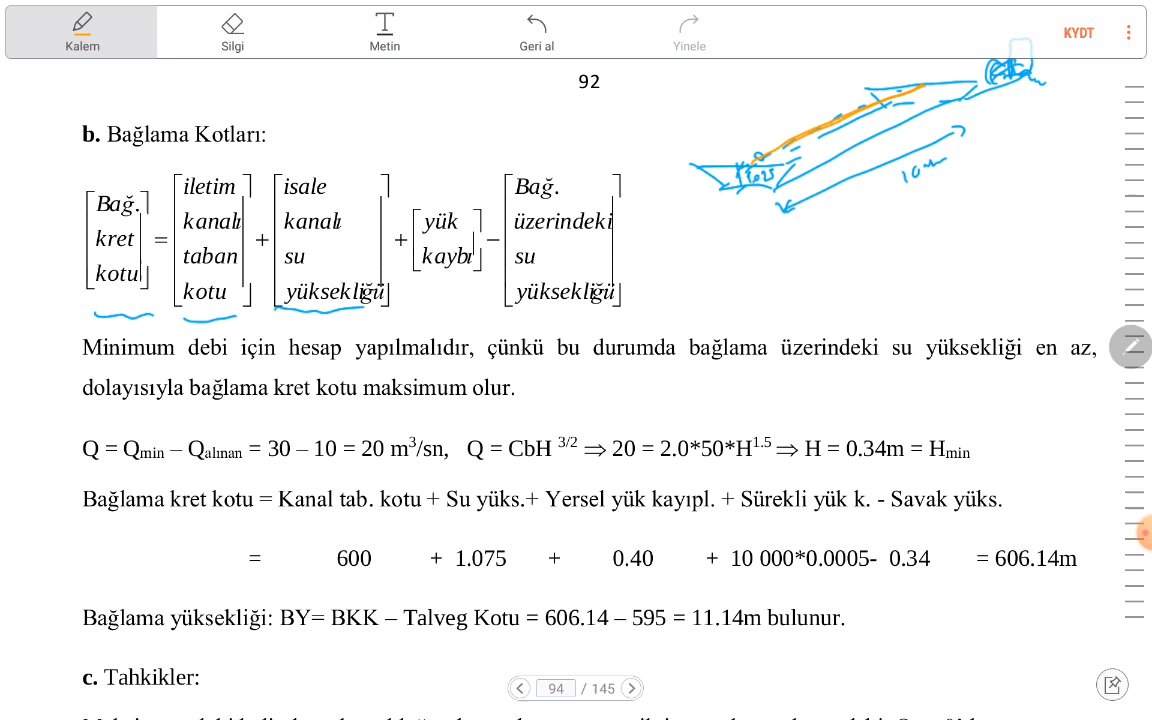 Kalem
Silgi
Metin
Geri al
Yinele
KYDT
92
b. Bağlama Kotları:
[Bağ. kret kotu] = [iletim kanalı taban kotu] + [isale kanalı su yüksekliği] + [yük kaybı] − [Bağ. üzerindeki su yüksekliği]
10 km
Minimum debi için hesap yapılmalıdır, çünkü bu durumda bağlama üzerindeki su yüksekliği en az,
dolayısıyla bağlama kret kotu maksimum olur.
Q = Qmin – Qalınan = 30 – 10 = 20 m³/sn, Q = CbH 3/2 ⇒ 20 = 2.0*50*H1.5 ⇒ H = 0.34m = Hmin
Bağlama kret kotu = Kanal tab. kotu + Su yüks.+ Yersel yük kayıpl. + Sürekli yük k. - Savak yüks.
= 600 + 1.075 + 0.40 + 10 000*0.0005- 0.34 = 606.14m
Bağlama yüksekliği: BY= BKK – Talveg Kotu = 606.14 – 595 = 11.14m bulunur.
94 / 145
c. Tahkikler: